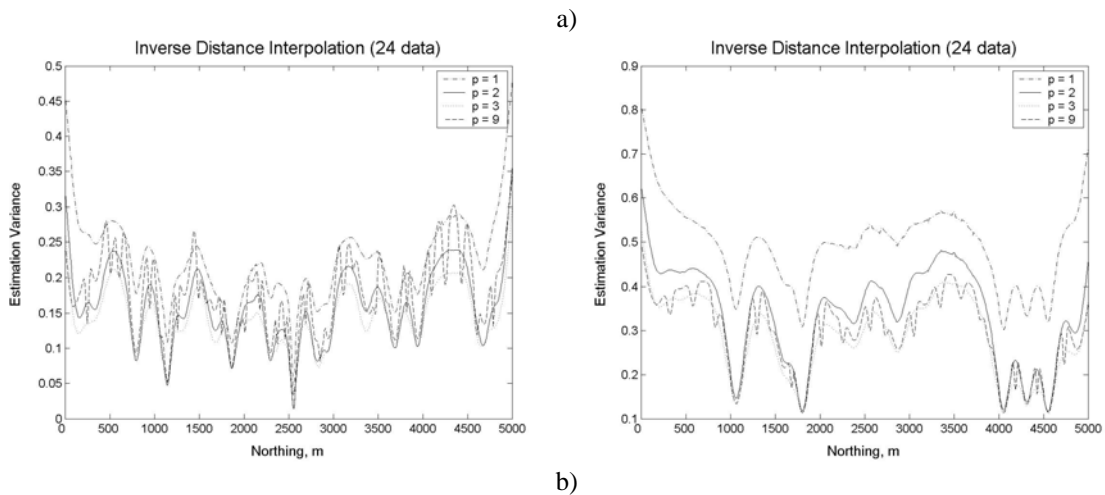 a)
Inverse Distance Interpolation (24 data)
0.5
0.45
0.4
0.35
0.3
0.25
0.2
0.15
0.1
0.05
0
Estimation Variance
p = 1
p = 2
p = 3
p = 9
0 500 1000 1500 2000 2500 3000 3500 4000 4500 5000
Northing, m
Inverse Distance Interpolation (24 data)
0.9
0.8
0.7
0.6
0.5
0.4
0.3
0.2
0.1
Estimation Variance
p = 1
p = 2
p = 3
p = 9
0 500 1000 1500 2000 2500 3000 3500 4000 4500 5000
Northing, m
b)